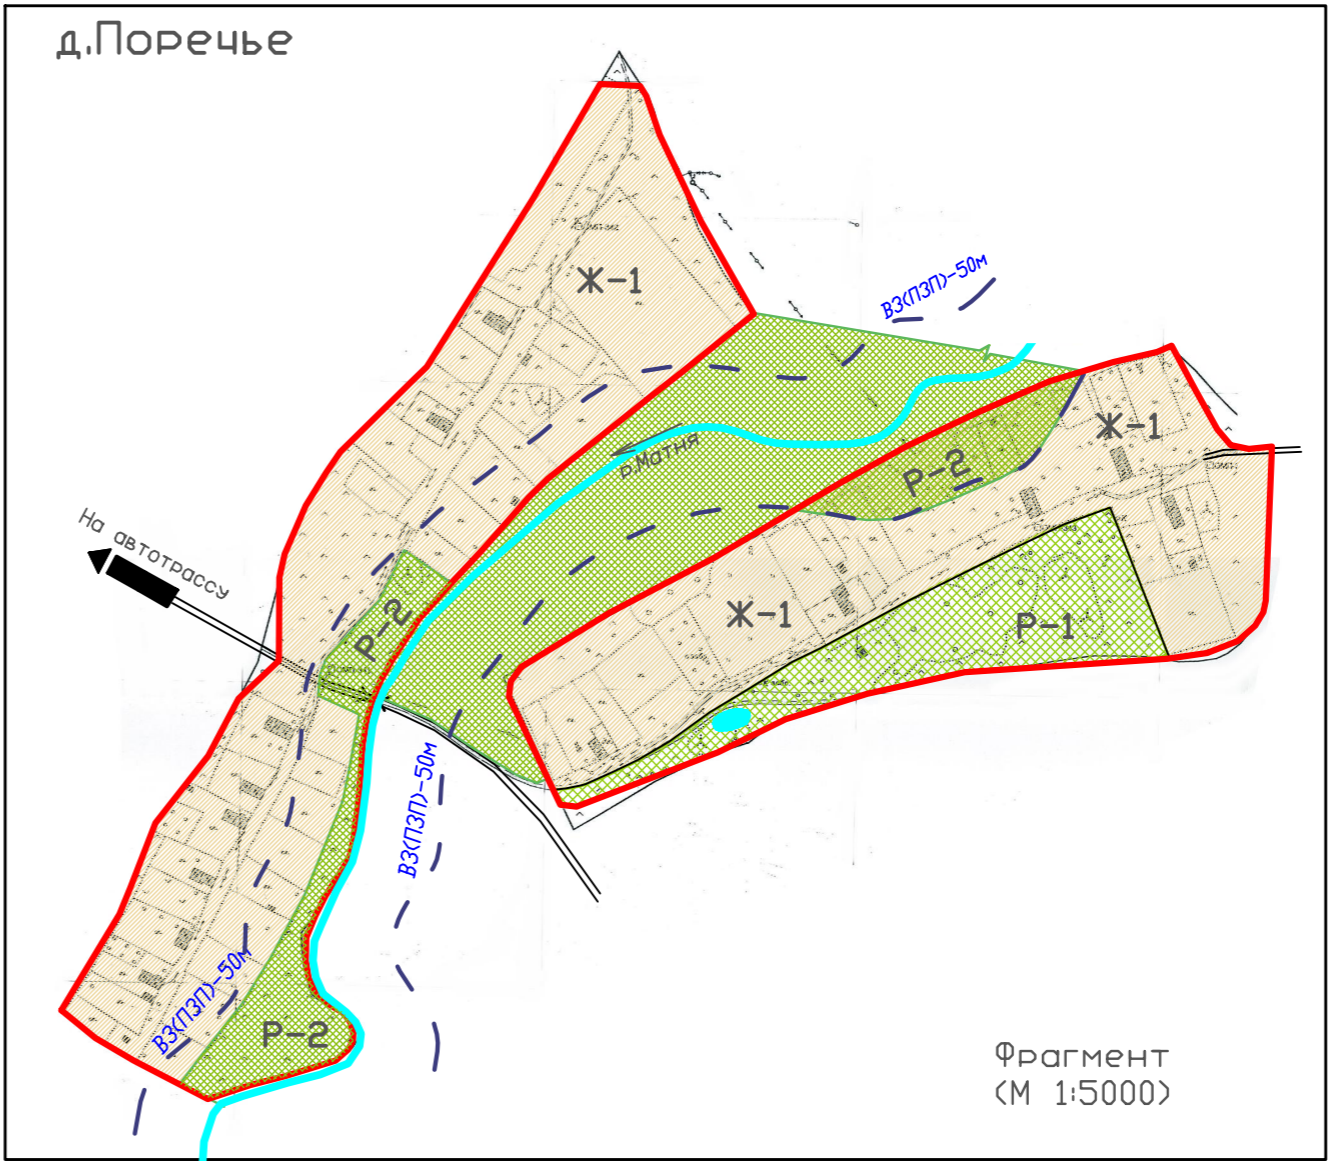 д.Поречье
Ж-1
ВЗ(ПЗП)-50м
Ж-1
р.Матня
Р-2
На автотрассу
Р-2
Ж-1
Р-1
ВЗ(ПЗП)-50м
ВЗ(ПЗП)-50м
Р-2
Фрагмент
(М 1:5000)